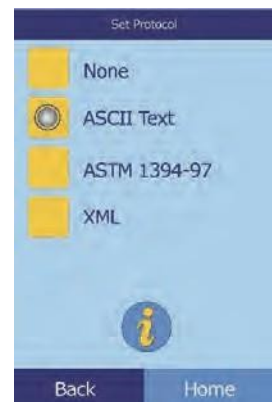 Set Protocol
None
ASCII Text
ASTM 1394-97
XML
i
Back Home